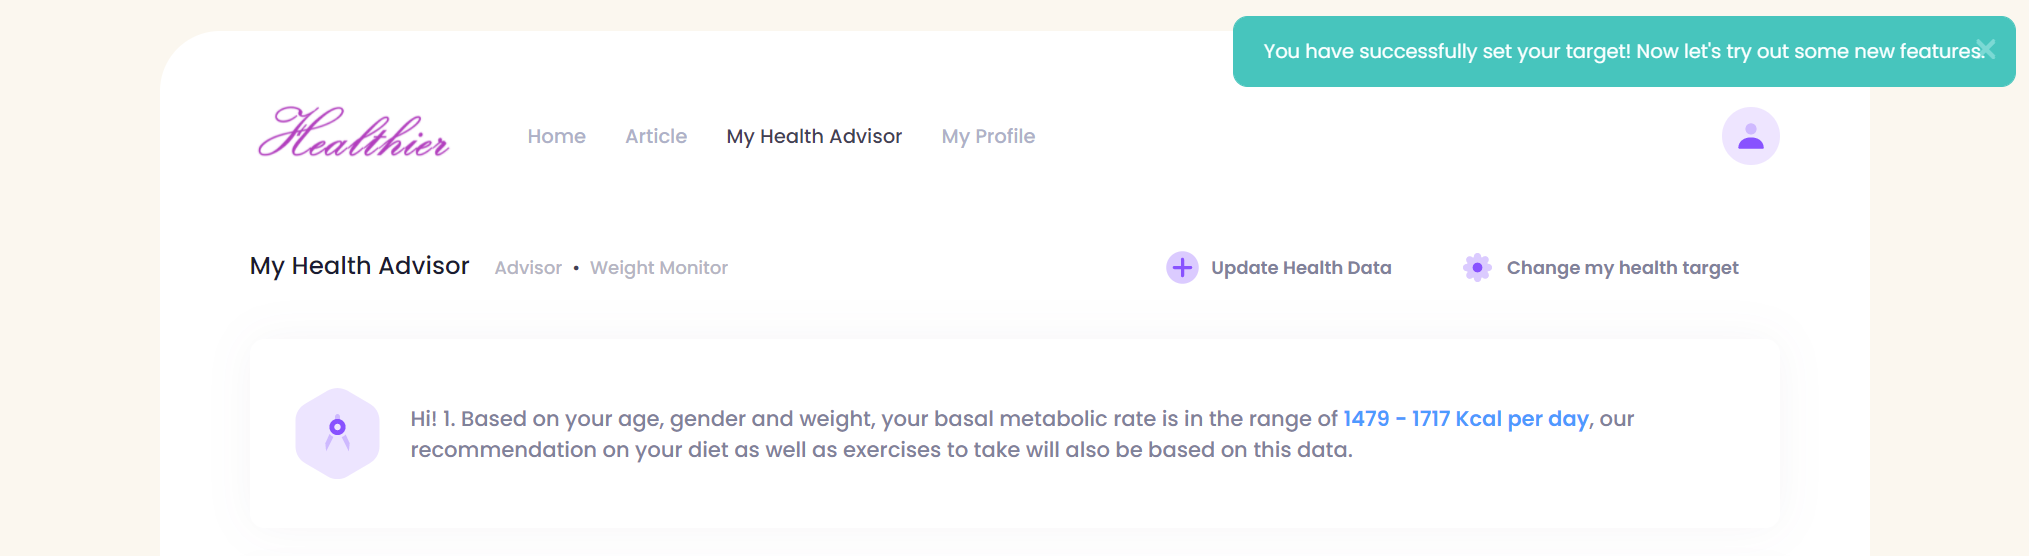 You have successfully set your target! Now let's try out some new features.
Healthier
Home Article My Health Advisor My Profile
My Health Advisor Advisor • Weight Monitor Update Health Data Change my health target
Hi! 1. Based on your age, gender and weight, your basal metabolic rate is in the range of 1479 - 1717 Kcal per day, our
recommendation on your diet as well as exercises to take will also be based on this data.